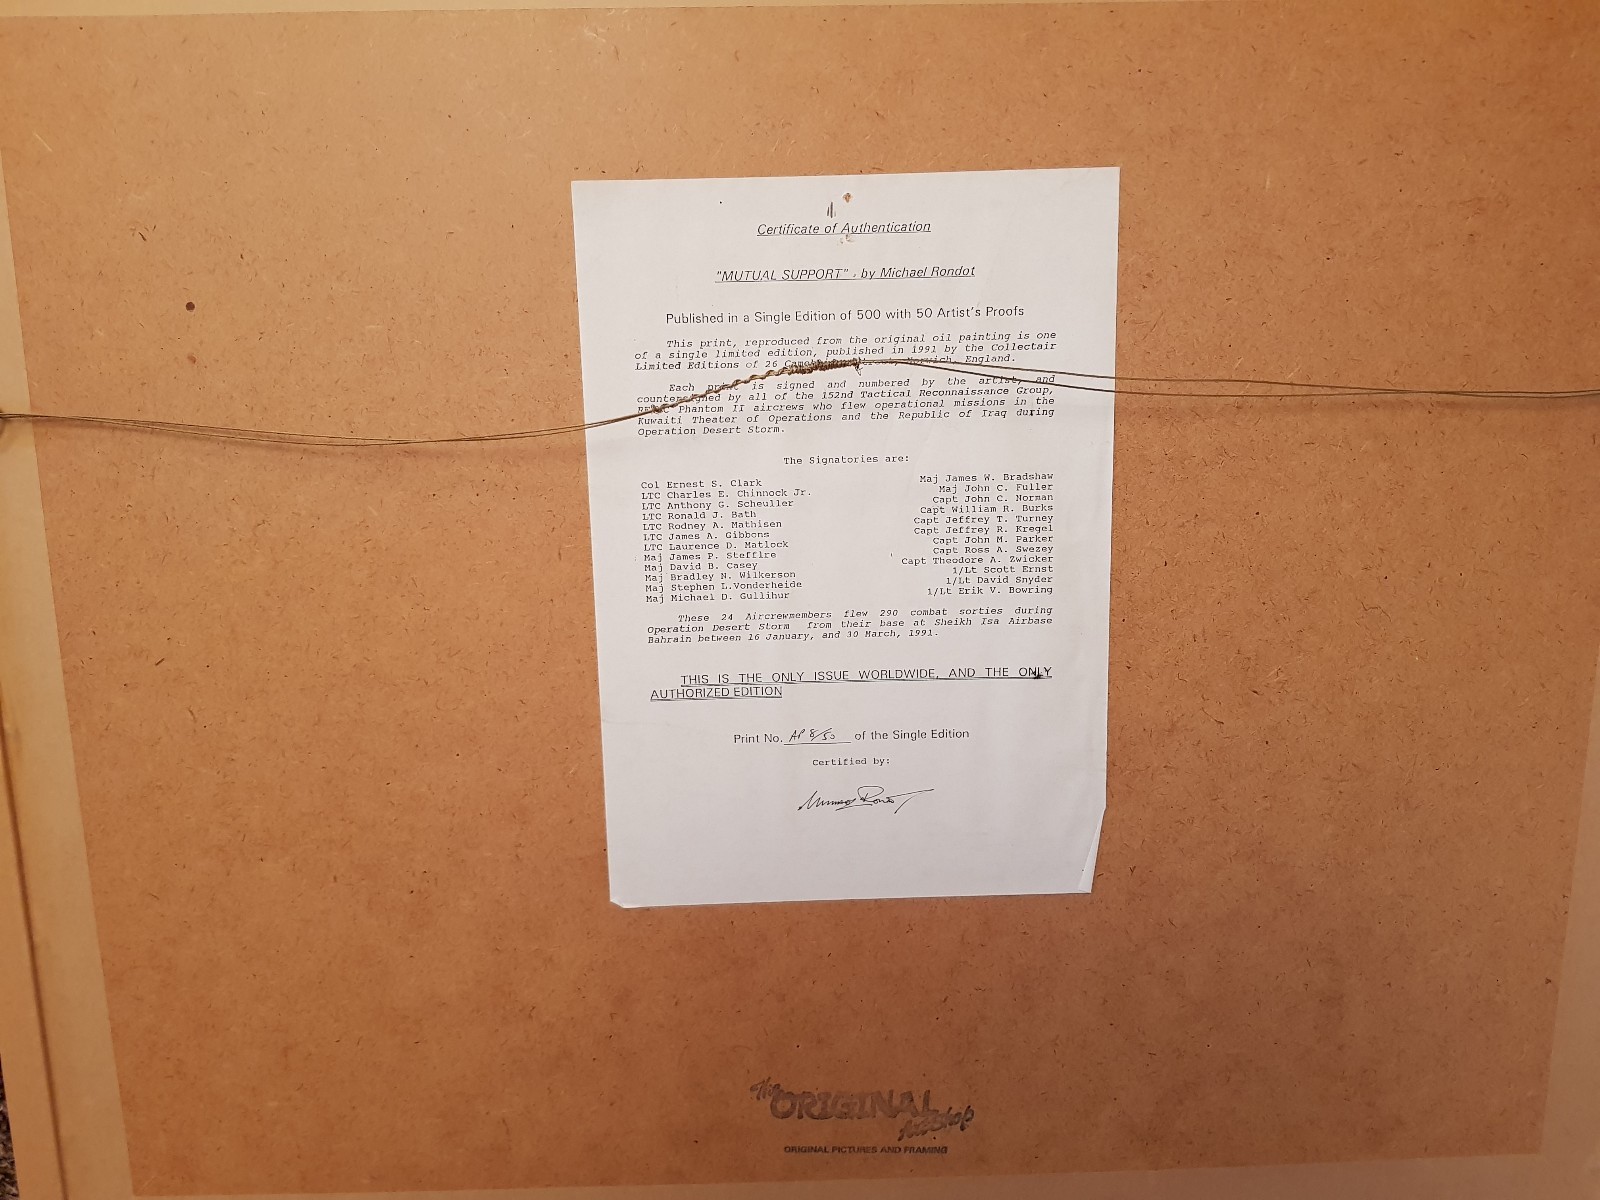 Certificate of Authentication
"MUTUAL SUPPORT", by Michael Rondot
Published in a Single Edition of 500 with 50 Artist's Proofs
This print, reproduced from the original oil painting is one
of a single limited edition, published in 1991 by the Collectair
Limited Editions of 26 Norwich, England.
Each print is signed and numbered by the artist, and
countersigned by all of the 152nd Tactical Reconnaissance Group,
Phantom II aircrews who flew operational missions in the
Kuwaiti Theater of Operations and the Republic of Iraq during
Operation Desert Storm.
The Signatories are:
Col Ernest S. Clark
LTC Charles E. Chinnock Jr.
LTC Anthony G. Scheuller
LTC Ronald J. Bath
LTC Rodney A. Mathisen
LTC James A. Gibbons
LTC Laurence D. Matlock
Maj James P. Stefflre
Maj David B. Casey
Maj Bradley N. Wilkerson
Maj Stephen L.Vonderheide
Maj Michael D. Gullihur
Maj James W. Bradshaw
Maj John C. Fuller
Capt John C. Norman
Capt William R. Burks
Capt Jeffrey T. Turney
Capt Jeffrey R. Kregel
Capt John M. Parker
Capt Ross A. Swezey
Capt Theodore A. Zwicker
1/Lt Scott Ernst
1/Lt David Snyder
1/Lt Erik V. Bowring
These 24 Aircrewmembers flew 290 combat sorties during
Operation Desert Storm from their base at Sheikh Isa Airbase
Bahrain between 16 January, and 30 March, 1991.
THIS IS THE ONLY ISSUE WORLDWIDE, AND THE ONLY
AUTHORIZED EDITION
Print No. AP 8/50 of the Single Edition
Certified by:
The
ORIGINAL
Art Shop
ORIGINAL PICTURES AND FRAMING